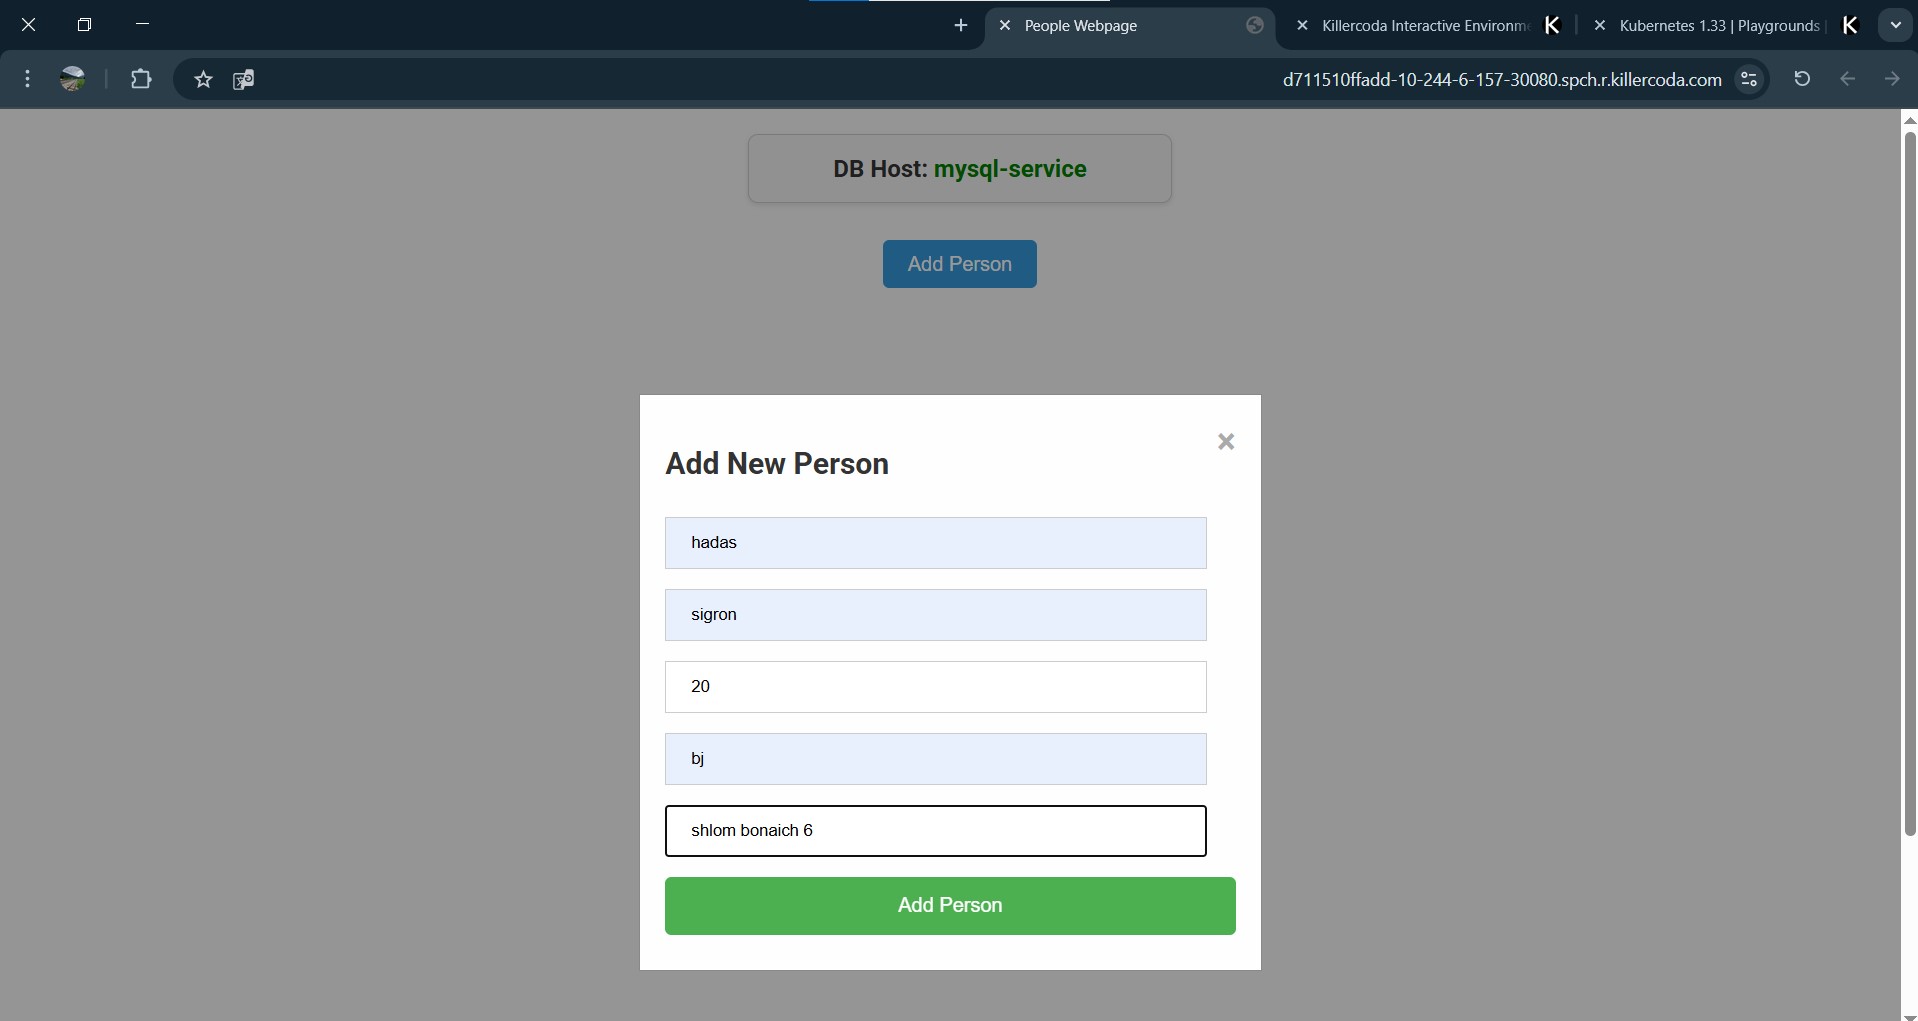 People Webpage
Killercoda Interactive Environme
Kubernetes 1.33 | Playgrounds |
d711510ffadd-10-244-6-157-30080.spch.r.killercoda.com
DB Host: mysql-service
Add Person
Add New Person
hadas
sigron
20
bj
shlom bonaich 6
Add Person